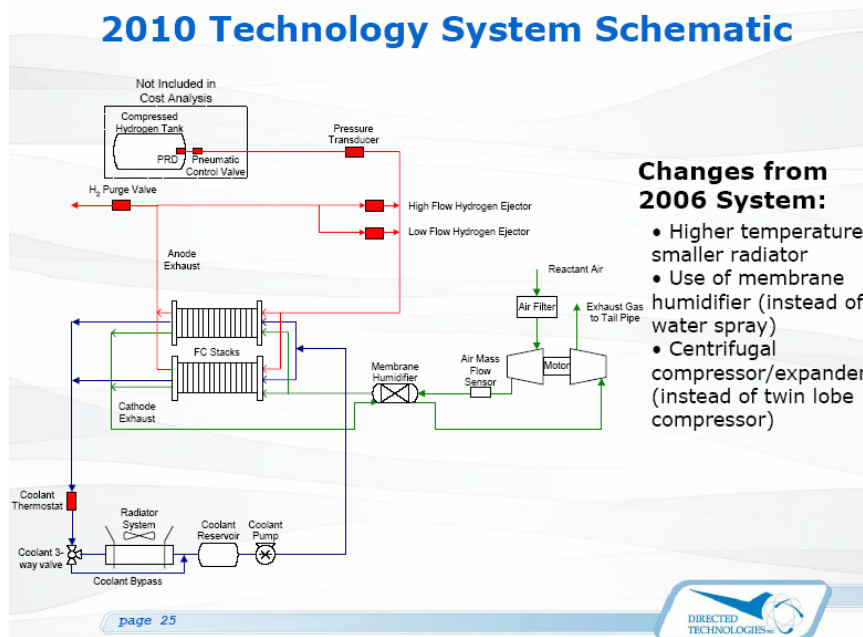 2010 Technology System Schematic
Not Included in
Cost Analysis
Compressed
Hydrogen Tank
PRD
Pneumatic
Control Valve
Pressure
Transducer
H2 Purge Valve
High Flow Hydrogen Ejector
Low Flow Hydrogen Ejector
Anode
Exhaust
Reactant Air
Air Filter
Exhaust Gas
to Tail Pipe
FC Stacks
Membrane
Humidifier
Air Mass
Flow
Sensor
Motor
Cathode
Exhaust
Coolant
Thermostat
Radiator
System
Coolant
Reservoir
Coolant
Pump
Coolant 3-
way valve
Coolant Bypass
Changes from
2006 System:
• Higher temperature
smaller radiator
• Use of membrane
humidifier (instead of
water spray)
• Centrifugal
compressor/expander
(instead of twin lobe
compressor)
page 25
DIRECTED
TECHNOLOGIES INC